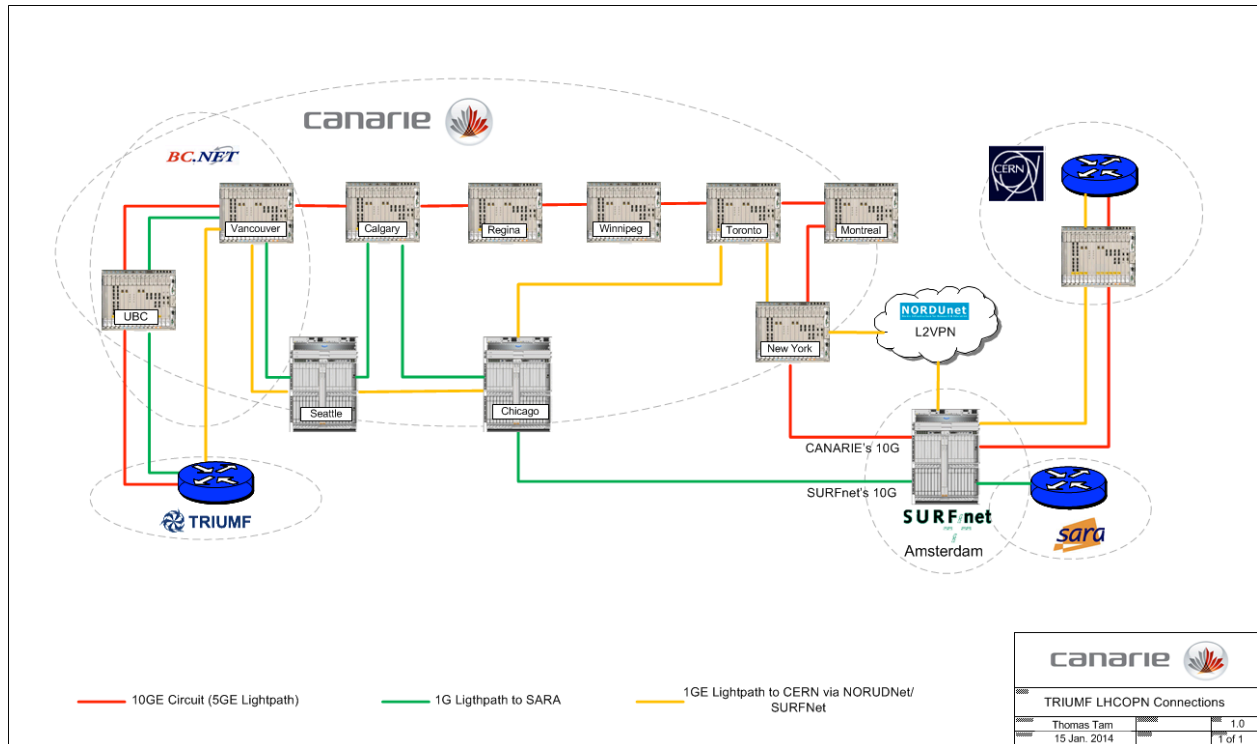 canarie
BC.NET
CERN
Vancouver
Calgary
Regina
Winnipeg
Toronto
Montreal
UBC
NORDUnet
L2VPN
New York
Seattle
Chicago
CANARIE's 10G
SURFnet's 10G
TRIUMF
SURFnet
Amsterdam
sara
canarie
10GE Circuit (5GE Lightpath)
1G Ligthpath to SARA
1GE Lightpath to CERN via NORUDNet/
SURFNet
TRIUMF LHCOPN Connections
Thomas Tam
1.0
15 Jan. 2014
1 of 1